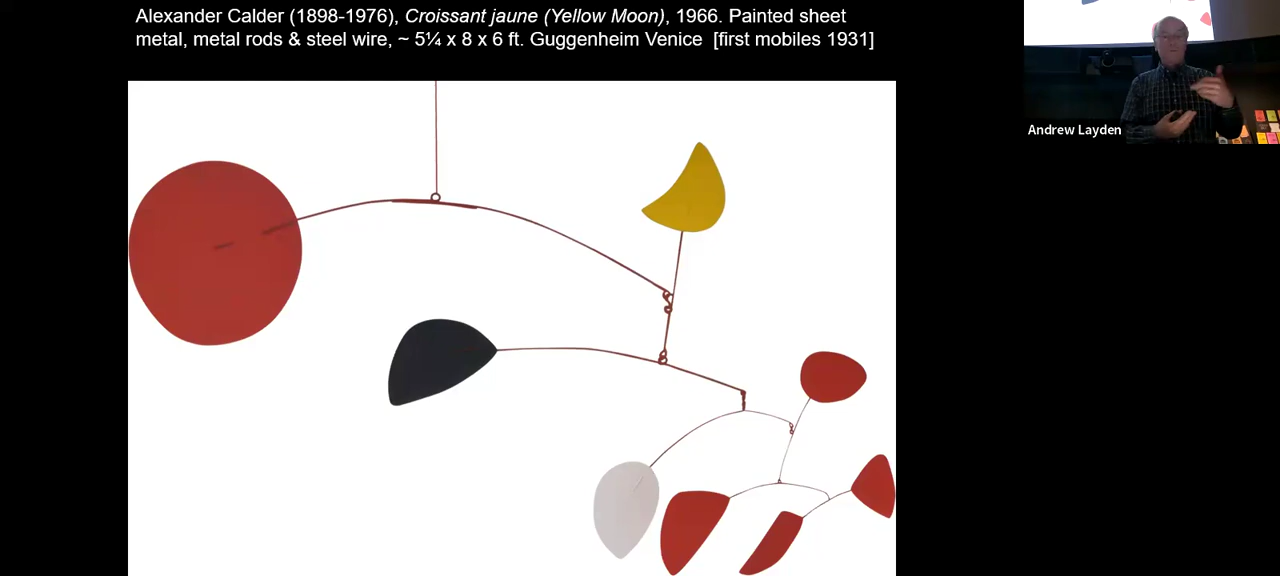 Alexander Calder (1898-1976), Croissant jaune (Yellow Moon), 1966. Painted sheet
metal, metal rods & steel wire, ~ 5¼ x 8 x 6 ft. Guggenheim Venice [first mobiles 1931]
Andrew Layden